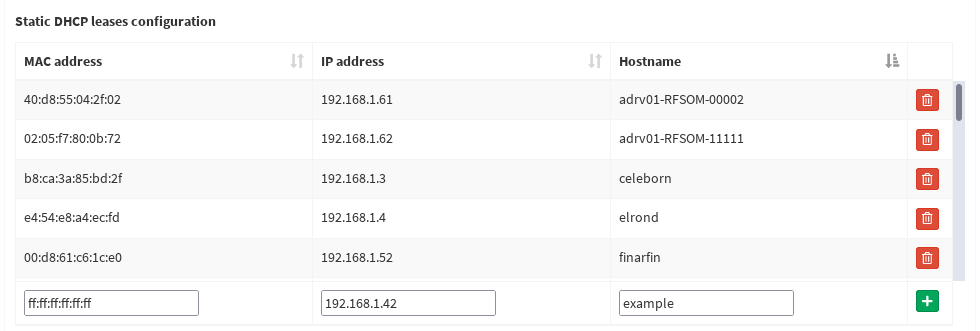 Static DHCP leases configuration
MAC address IP address Hostname
40:d8:55:04:2f:02 192.168.1.61 adrv01-RFSOM-00002
02:05:f7:80:0b:72 192.168.1.62 adrv01-RFSOM-11111
b8:ca:3a:85:bd:2f 192.168.1.3 celeborn
e4:54:e8:a4:ec:fd 192.168.1.4 elrond
00:d8:61:c6:1c:e0 192.168.1.52 finarfin
ff:ff:ff:ff:ff:ff 192.168.1.42 example